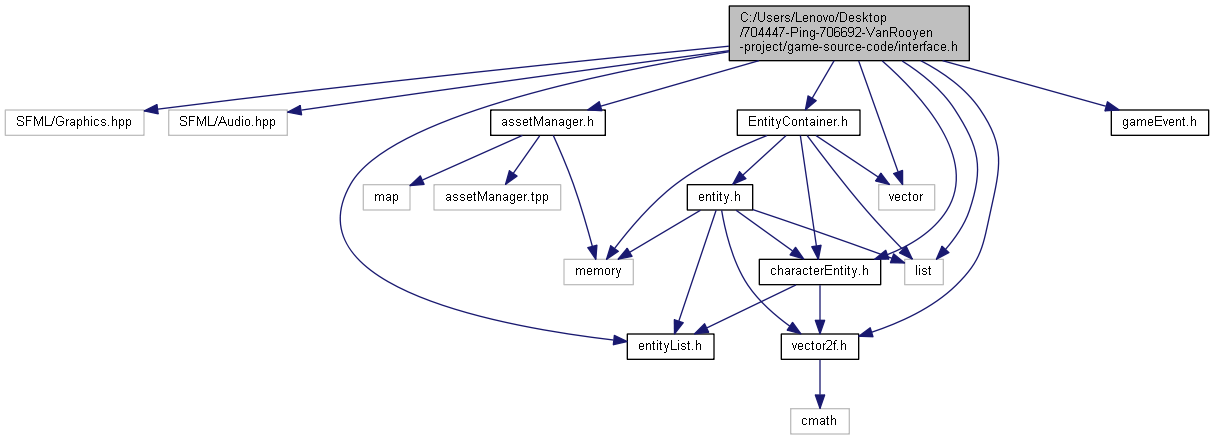 C:/Users/Lenovo/Desktop
/704447-Ping-706692-VanRooyen
-project/game-source-code/interface.h
SFML/Graphics.hpp
SFML/Audio.hpp
assetManager.h
EntityContainer.h
gameEvent.h
map
assetManager.tpp
entity.h
vector
memory
characterEntity.h
list
entityList.h
vector2f.h
cmath